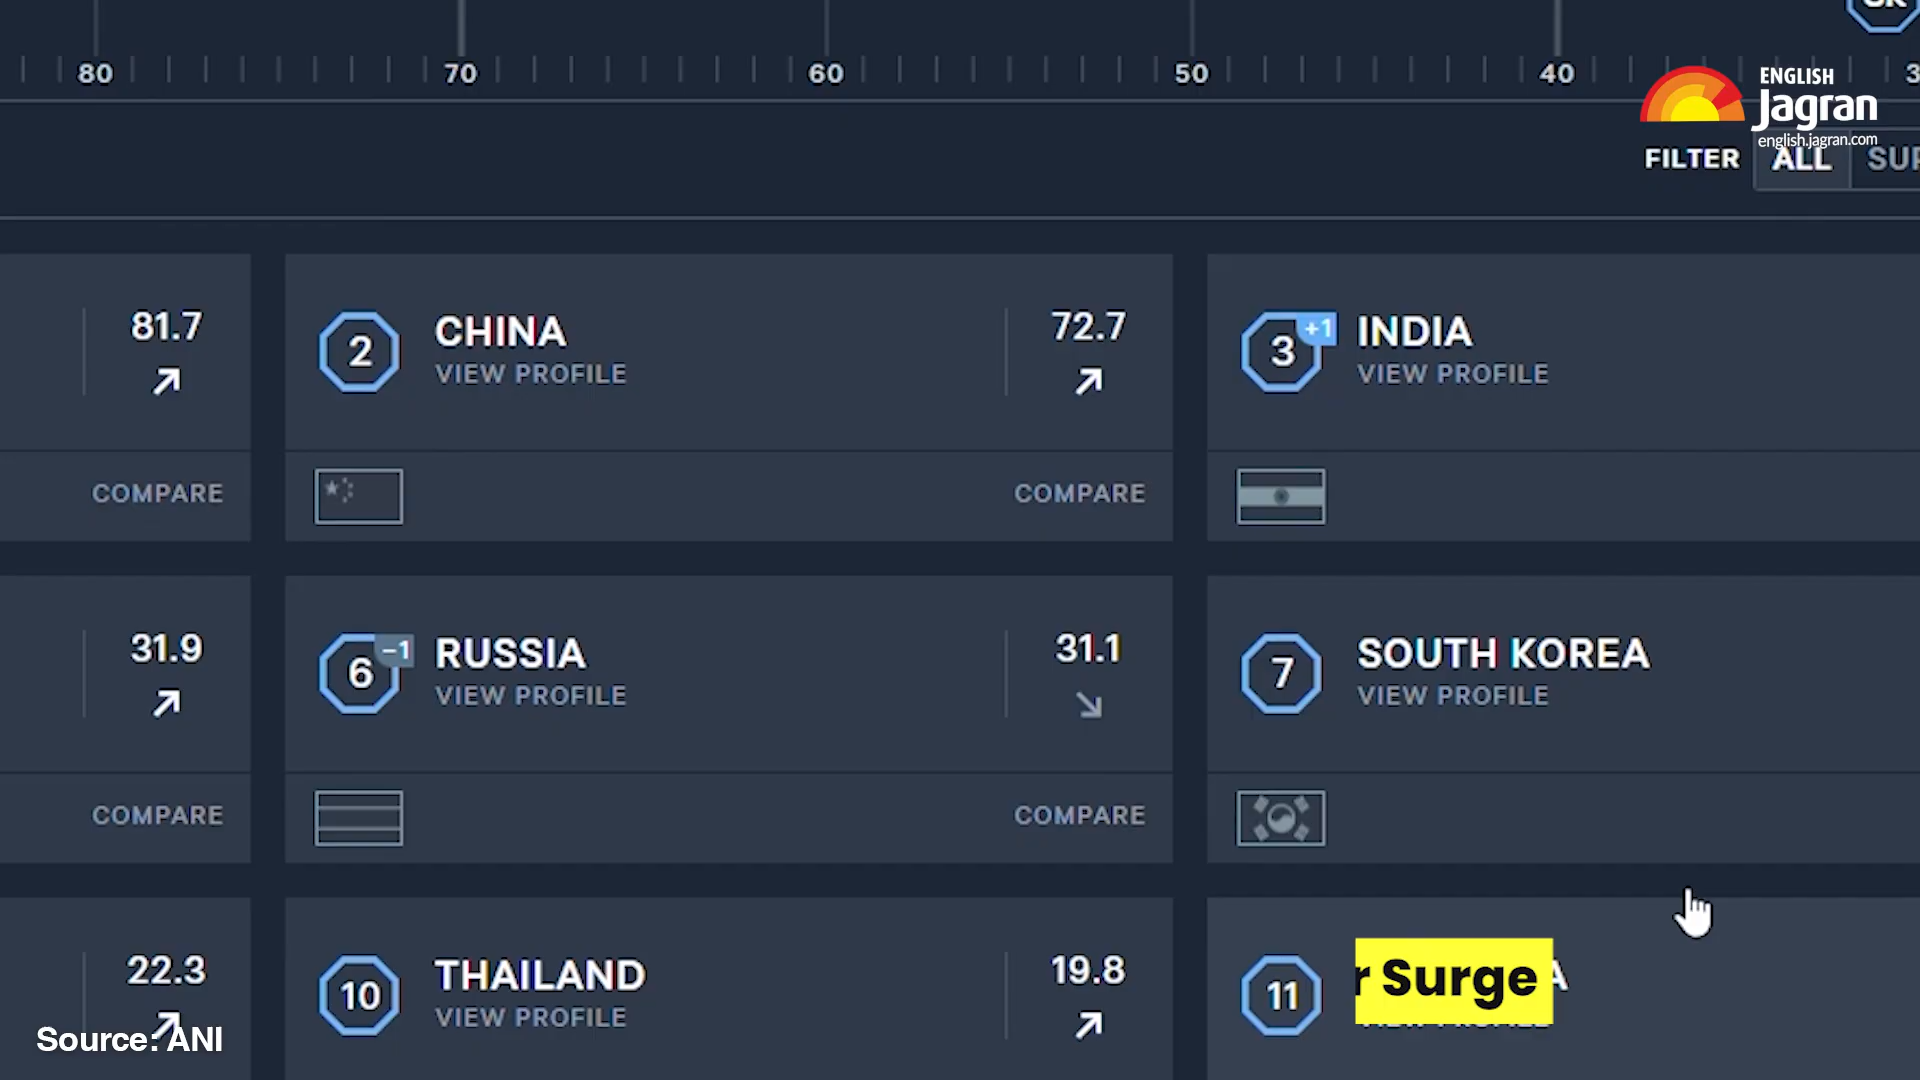 80 70 60 50 40
ENGLISH
Jagran
english.jagran.com
FILTER ALL
81.7
2 CHINA 72.7
VIEW PROFILE
3 +1 INDIA
VIEW PROFILE
COMPARE
COMPARE
31.9
6 −1 RUSSIA 31.1
VIEW PROFILE
7 SOUTH KOREA
VIEW PROFILE
COMPARE
COMPARE
22.3
10 THAILAND 19.8
VIEW PROFILE
11
r Surge
Source: ANI